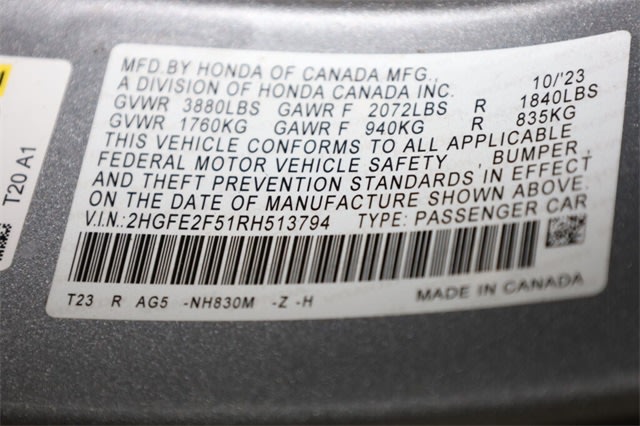 MFD.BY HONDA OF CANADA MFG.,
A DIVISION OF HONDA CANADA INC. 10/'23
GVWR 3880LBS GAWR F 2072LBS R 1840LBS
GVWR 1760KG GAWR F 940KG R 835KG
THIS VEHICLE CONFORMS TO ALL APPLICABLE
FEDERAL MOTOR VEHICLE SAFETY , BUMPER,
AND THEFT PREVENTION STANDARDS IN EFFECT
ON THE DATE OF MANUFACTURE SHOWN ABOVE.
V.I.N.:2HGFE2F51RH513794 TYPE: PASSENGER CAR
T23 R AG5 -NH830M -Z -H MADE IN CANADA
T20 A1